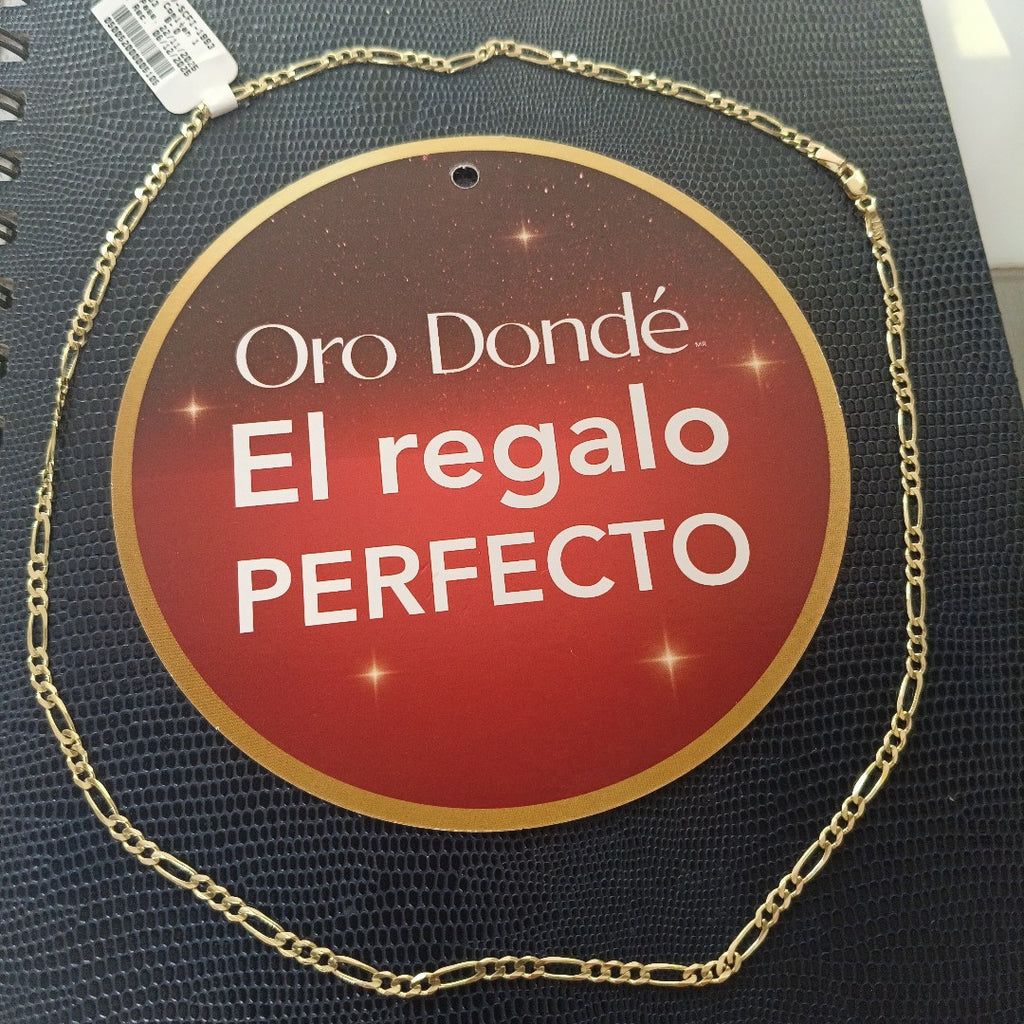 Oro Dondé
MR
El regalo
PERFECTO